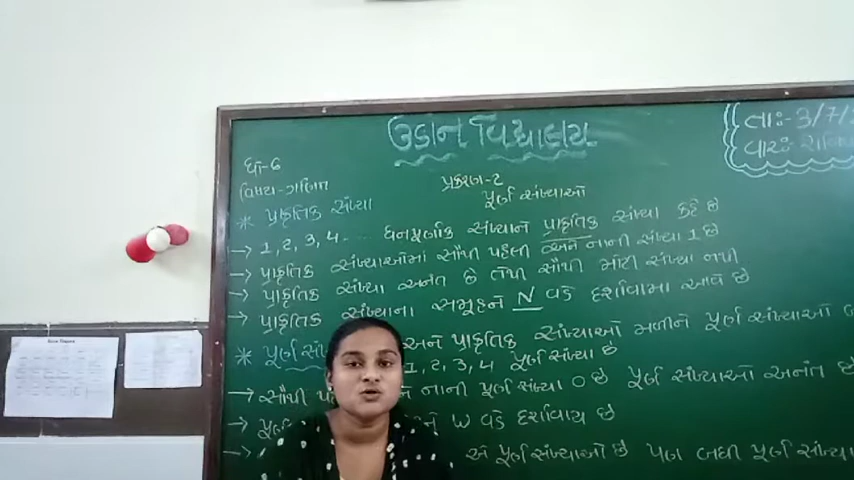 ઉડાન વિદ્યાલય
તા:-3/7/2
વાર: શનિવાર
ધો-6
વિષય-ગણિત
પ્રકરણ-૨
પૂર્ણ સંખ્યાઓ
* પ્રાકૃતિક સંખ્યા
→ 1, 2, 3, 4 ..... ધનપૂર્ણાંક સંખ્યાને પ્રાકૃતિક સંખ્યા કહે છે
→ પ્રાકૃતિક સંખ્યાઓમાં સૌથી પહેલી અને નાની સંખ્યા 1 છે
→ પ્રાકૃતિક સંખ્યા અનંત છે તેથી સૌથી મોટી સંખ્યા નથી
→ પ્રાકૃતિક સંખ્યાના સમૂહને N વડે દર્શાવામા આવે છે
* પૂર્ણ સં અને પ્રાકૃતિક સંખ્યાઓ મળીને પૂર્ણ સંખ્યાઓ
→ 1, 2, 3, 4, .... પૂર્ણ સંખ્યા છે
→ સૌથી નાની પૂર્ણ સંખ્યા 0 છે પૂર્ણ સંખ્યાઓ અનંત છે
→ પૂર્ણ W વડે દર્શાવાય છે
→ એ પૂર્ણ સંખ્યાઓ છે પણ બધી પૂર્ણ સંખ્યા